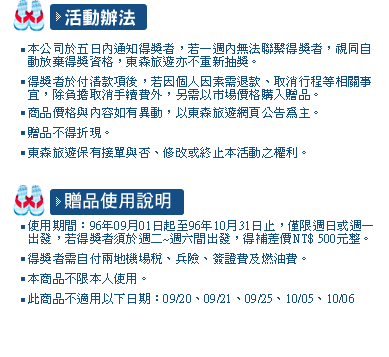 活動辦法
本公司於五日內通知得獎者，若一週內無法聯繫得獎者，視同自
動放棄得獎資格，東森旅遊亦不重新抽獎。
得獎者於付清款項後，若因個人因素需退款、取消行程等相關事
宜，除負擔取消手續費外，另需以市場價格購入贈品。
商品價格與內容如有異動，以東森旅遊網頁公告為主。
贈品不得折現。
東森旅遊保有接單與否、修改或終止本活動之權利。
贈品使用說明
使用期間：96年09月01日起至96年10月31日止，僅限週日或週一
出發，若得獎者須於週二~週六間出發，得補差價NT$ 500元整。
得獎者需自付兩地機場稅、兵險、簽證費及燃油費。
本商品不限本人使用。
此商品不適用以下日期：09/20、09/21、09/25、10/05、10/06